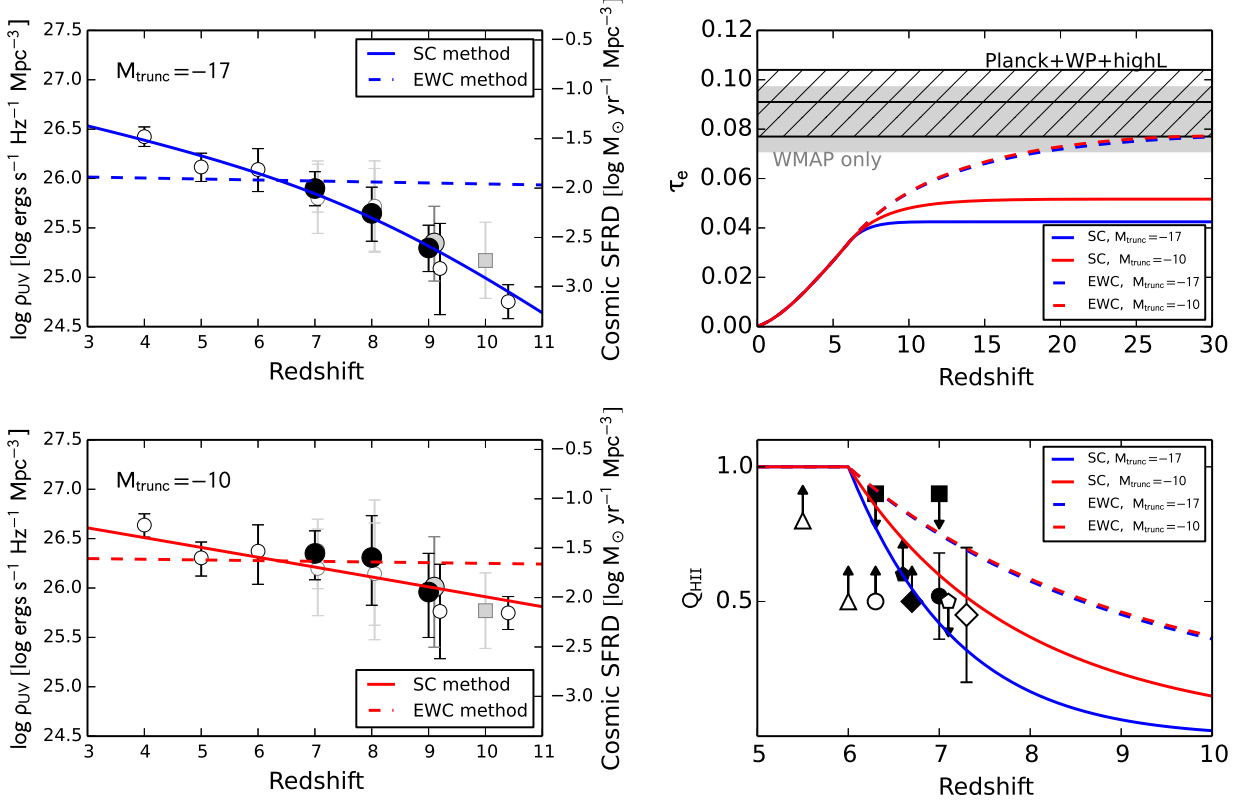 27.5
27.0
26.5
26.0
25.5
25.0
24.5
3 4 5 6 7 8 9 10 11
Redshift
log ρUV [log ergs s⁻¹ Hz⁻¹ Mpc⁻³]
Mtrunc=−17
SC method
EWC method
−0.5
−1.0
−1.5
−2.0
−2.5
−3.0
Cosmic SFRD [log M⊙ yr⁻¹ Mpc⁻³]
0.12
0.10
0.08
0.06
0.04
0.02
0.00
0 5 10 15 20 25 30
Redshift
τe
Planck+WP+highL
WMAP only
SC, Mtrunc=−17
SC, Mtrunc=−10
EWC, Mtrunc=−17
EWC, Mtrunc=−10
27.5
27.0
26.5
26.0
25.5
25.0
24.5
3 4 5 6 7 8 9 10 11
Redshift
log ρUV [log ergs s⁻¹ Hz⁻¹ Mpc⁻³]
Mtrunc=−10
SC method
EWC method
−0.5
−1.0
−1.5
−2.0
−2.5
−3.0
Cosmic SFRD [log M⊙ yr⁻¹ Mpc⁻³]
1.0
0.5
5 6 7 8 9 10
Redshift
QHII
SC, Mtrunc=−17
SC, Mtrunc=−10
EWC, Mtrunc=−17
EWC, Mtrunc=−10